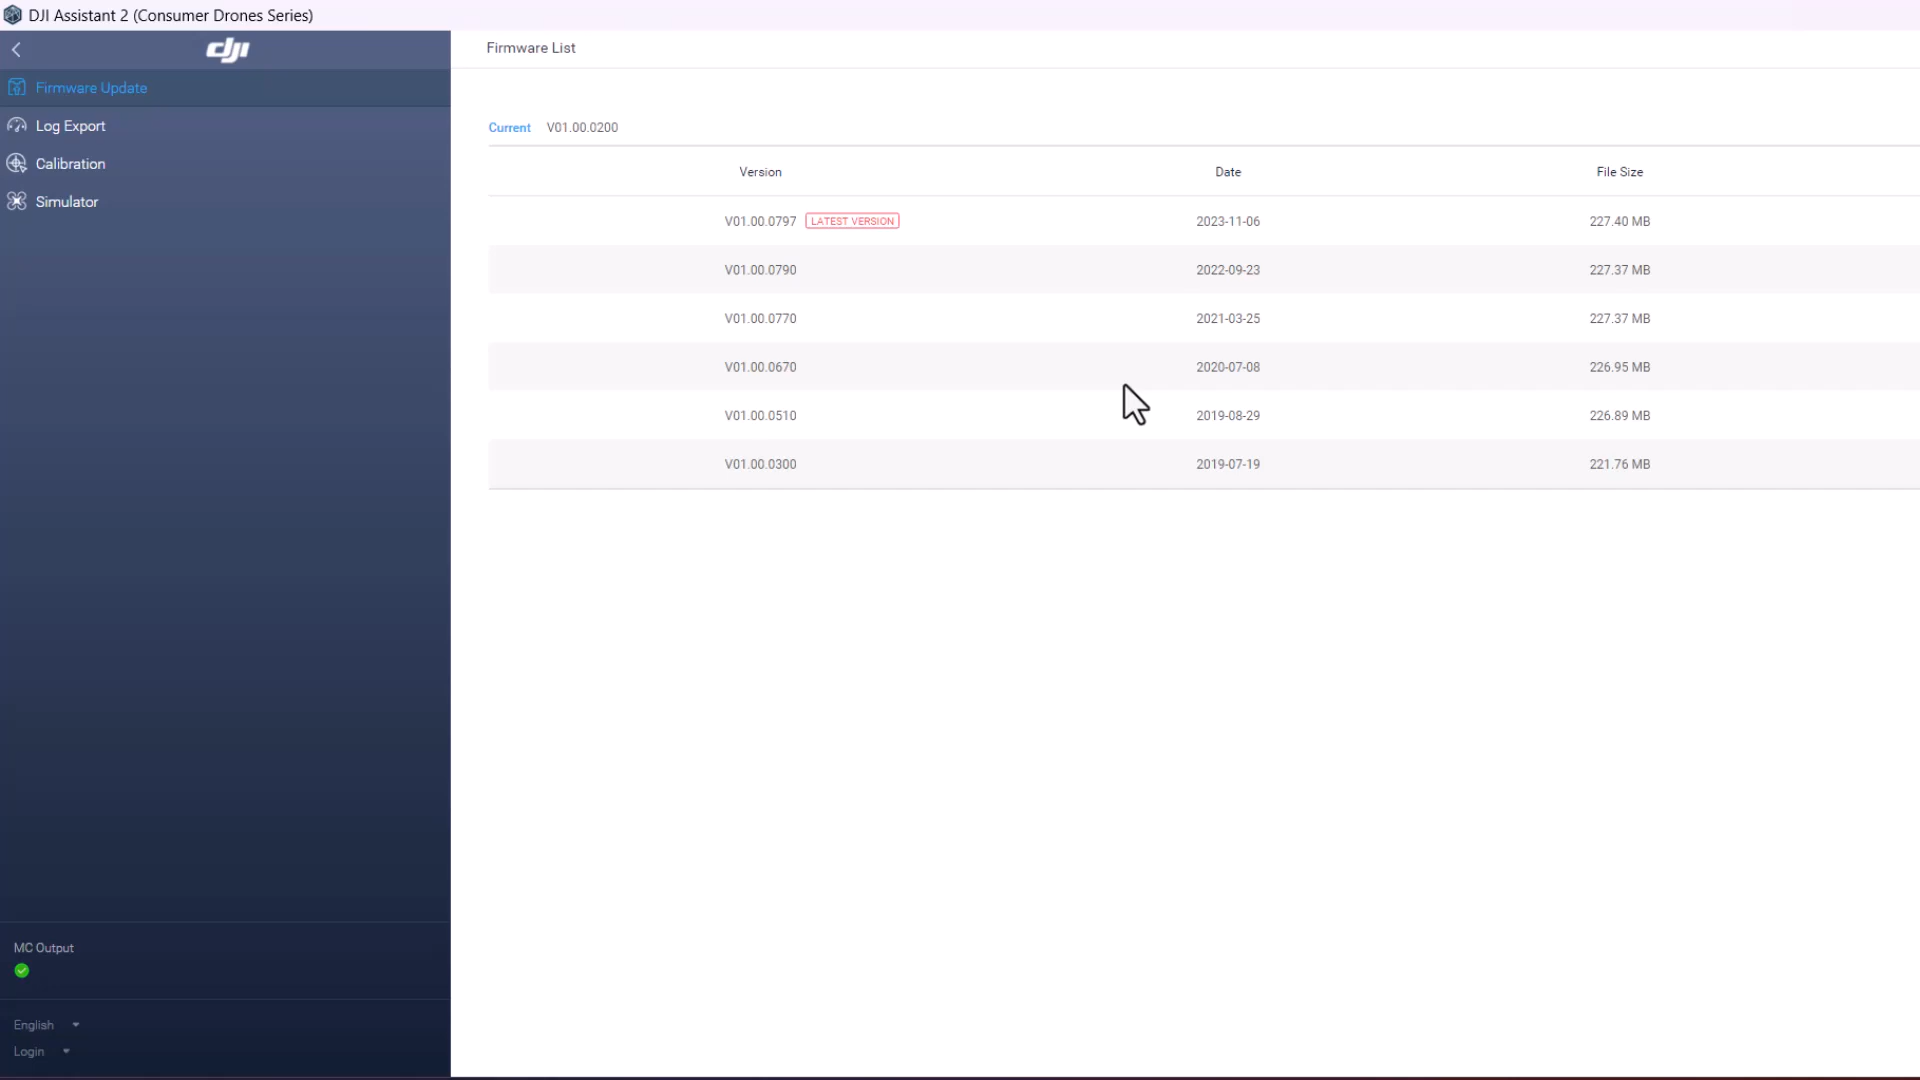 DJI Assistant 2 (Consumer Drones Series)
dji
Firmware Update
Log Export
Calibration
Simulator
MC Output
English
Login
Firmware List
Current V01.00.0200
Version Date File Size
V01.00.0797 LATEST VERSION 2023-11-06 227.40 MB
V01.00.0790 2022-09-23 227.37 MB
V01.00.0770 2021-03-25 227.37 MB
V01.00.0670 2020-07-08 226.95 MB
V01.00.0510 2019-08-29 226.89 MB
V01.00.0300 2019-07-19 221.76 MB